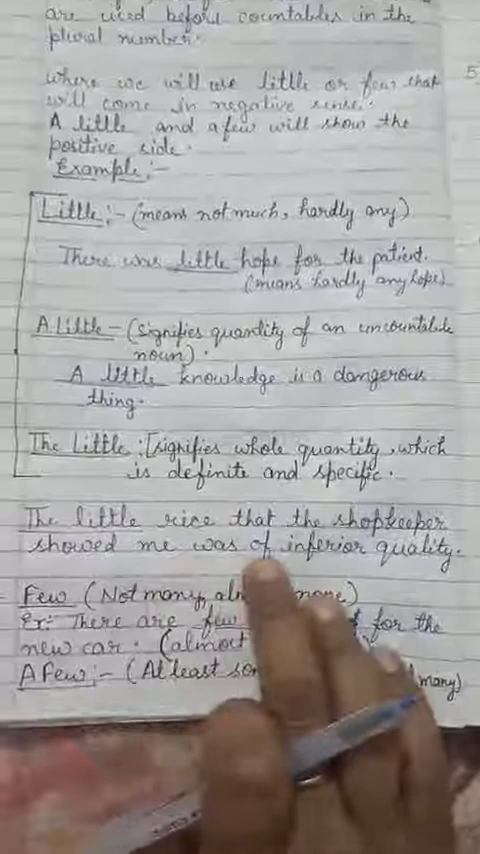 are used before countables in the
plural number.
5
where we will use little or few that
will come in negative sense.
A little and a few will show the
positive side.
Example:-
Little:- (means not much, hardly any)
There was little hope for the patient.
(means hardly any hope)
A Little - (signifies quantity of an uncountable
noun).
A little knowledge is a dangerous
thing.
The Little: [signifies whole quantity, which
is definite and specific.
The little rice that the shopkeeper
showed me was of inferior quality.
Few (Not many, none)
Ex:- There are few for the
new car. (almost
A Few:- (At least many)